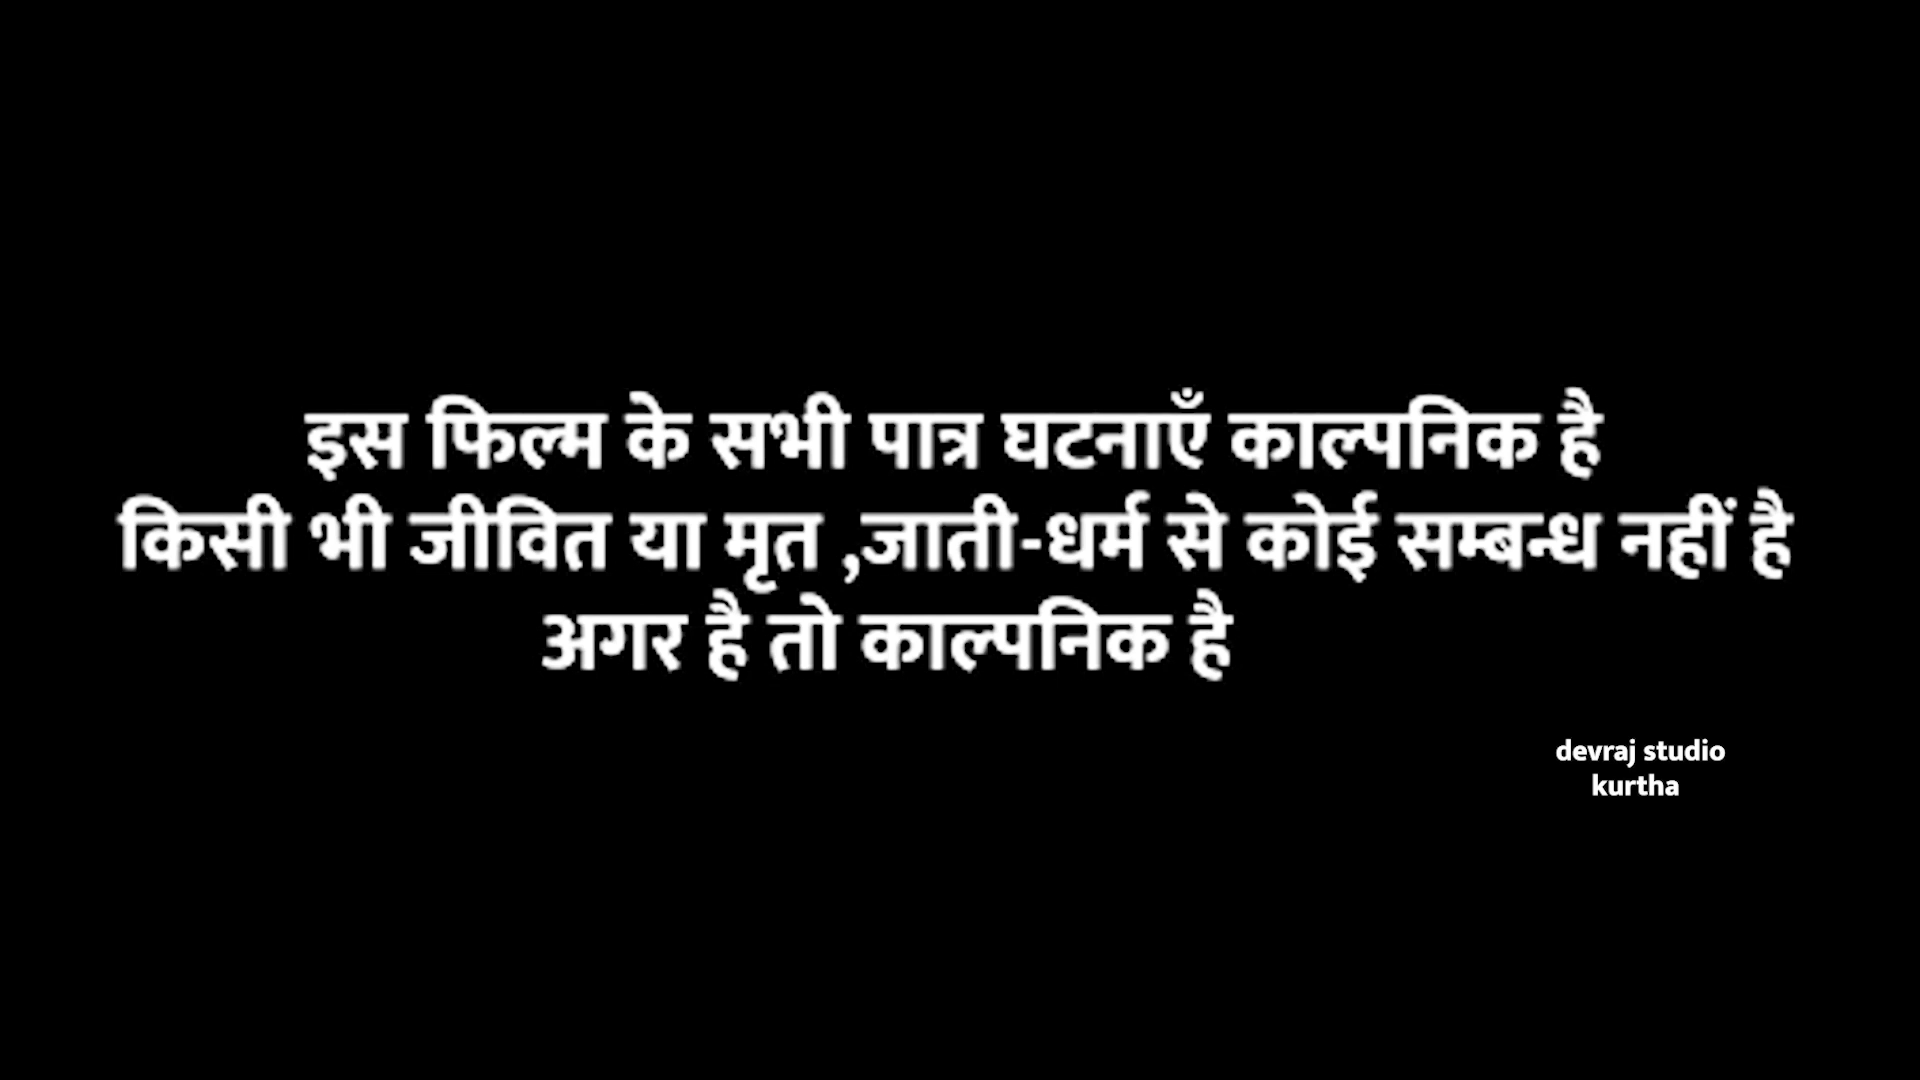 इस फिल्म के सभी पात्र घटनाएँ काल्पनिक है
किसी भी जीवित या मृत ,जाती-धर्म से कोई सम्बन्ध नहीं है
अगर है तो काल्पनिक है
devraj studio
kurtha